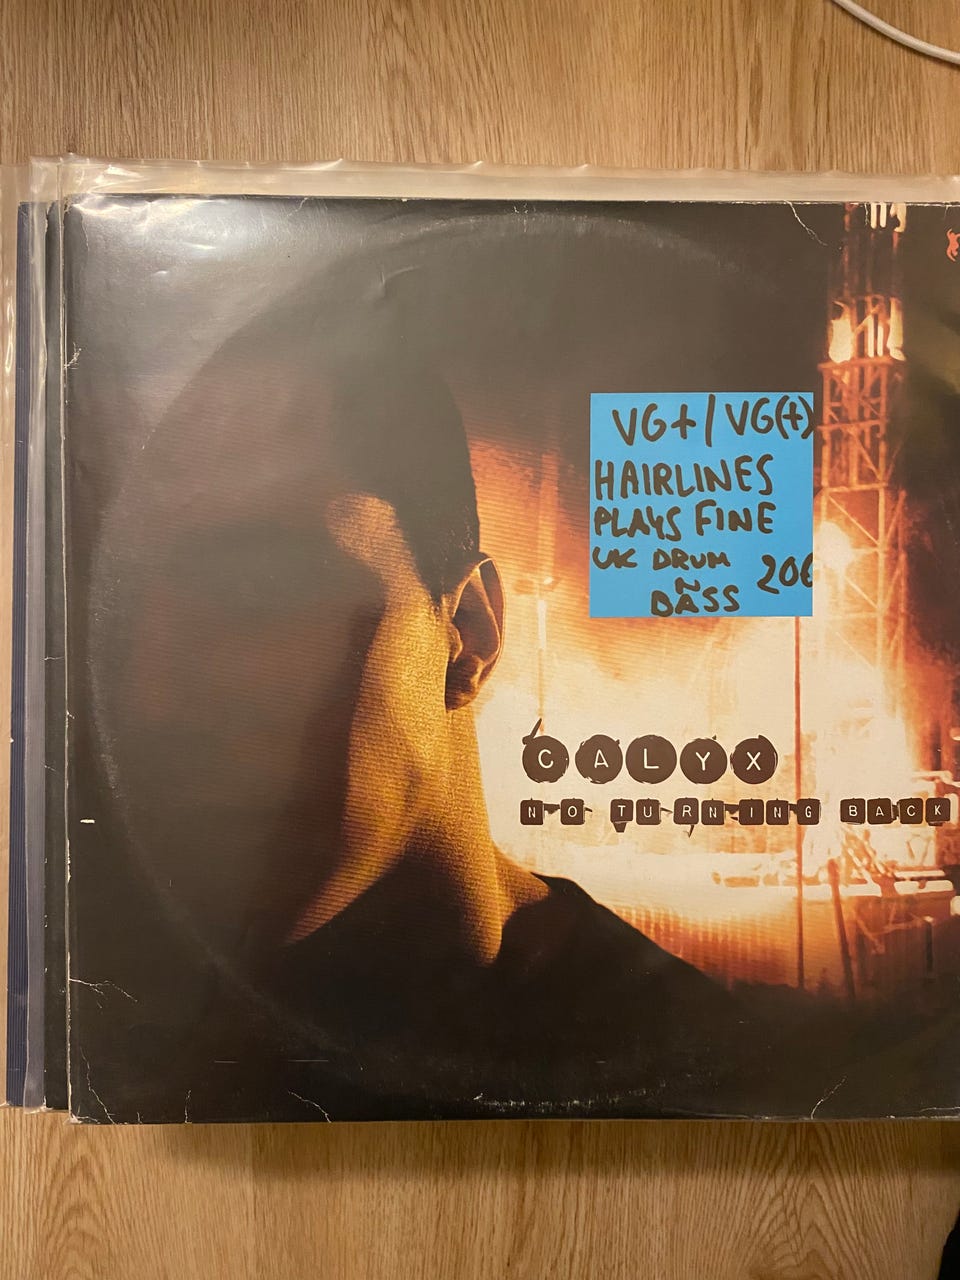 VG+/VG(+)
HAIRLINES
PLAYS FINE
UK DRUM
N
BASS
20€
CALYX
NO TURNING BACK